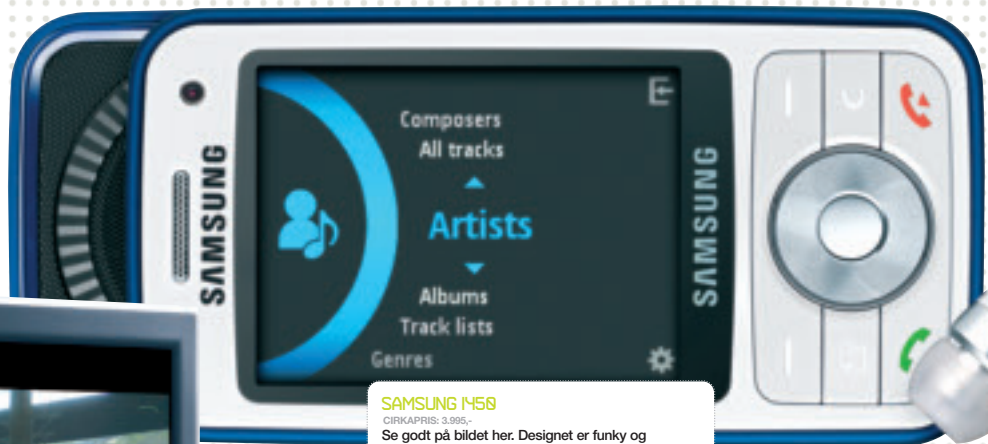 SAMSUNG
Composers
All tracks
Artists
Albums
Track lists
Genres
SAMSUNG
SAMSUNG I450
CIRKAPRIS: 3.995,-
Se godt på bildet her. Designet er funky og